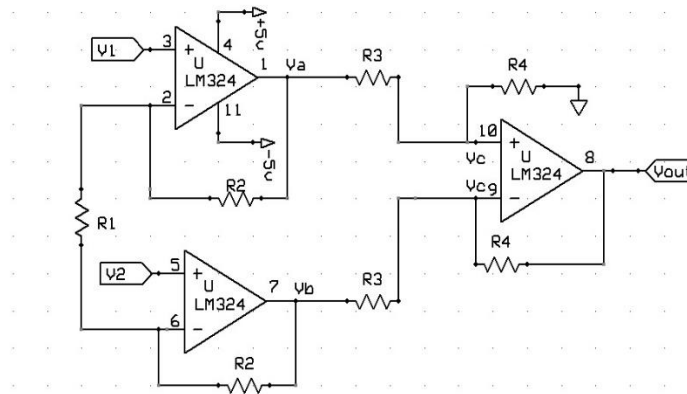 +5v
V1
3
+
4
U
LM324
1
Va
R3
R4
2
−
11
-5v
10
+
Vc
U
LM324
8
Vout
Vcg
−
9
R2
R1
R4
V2
5
+
U
LM324
7
Vb
R3
6
−
R2